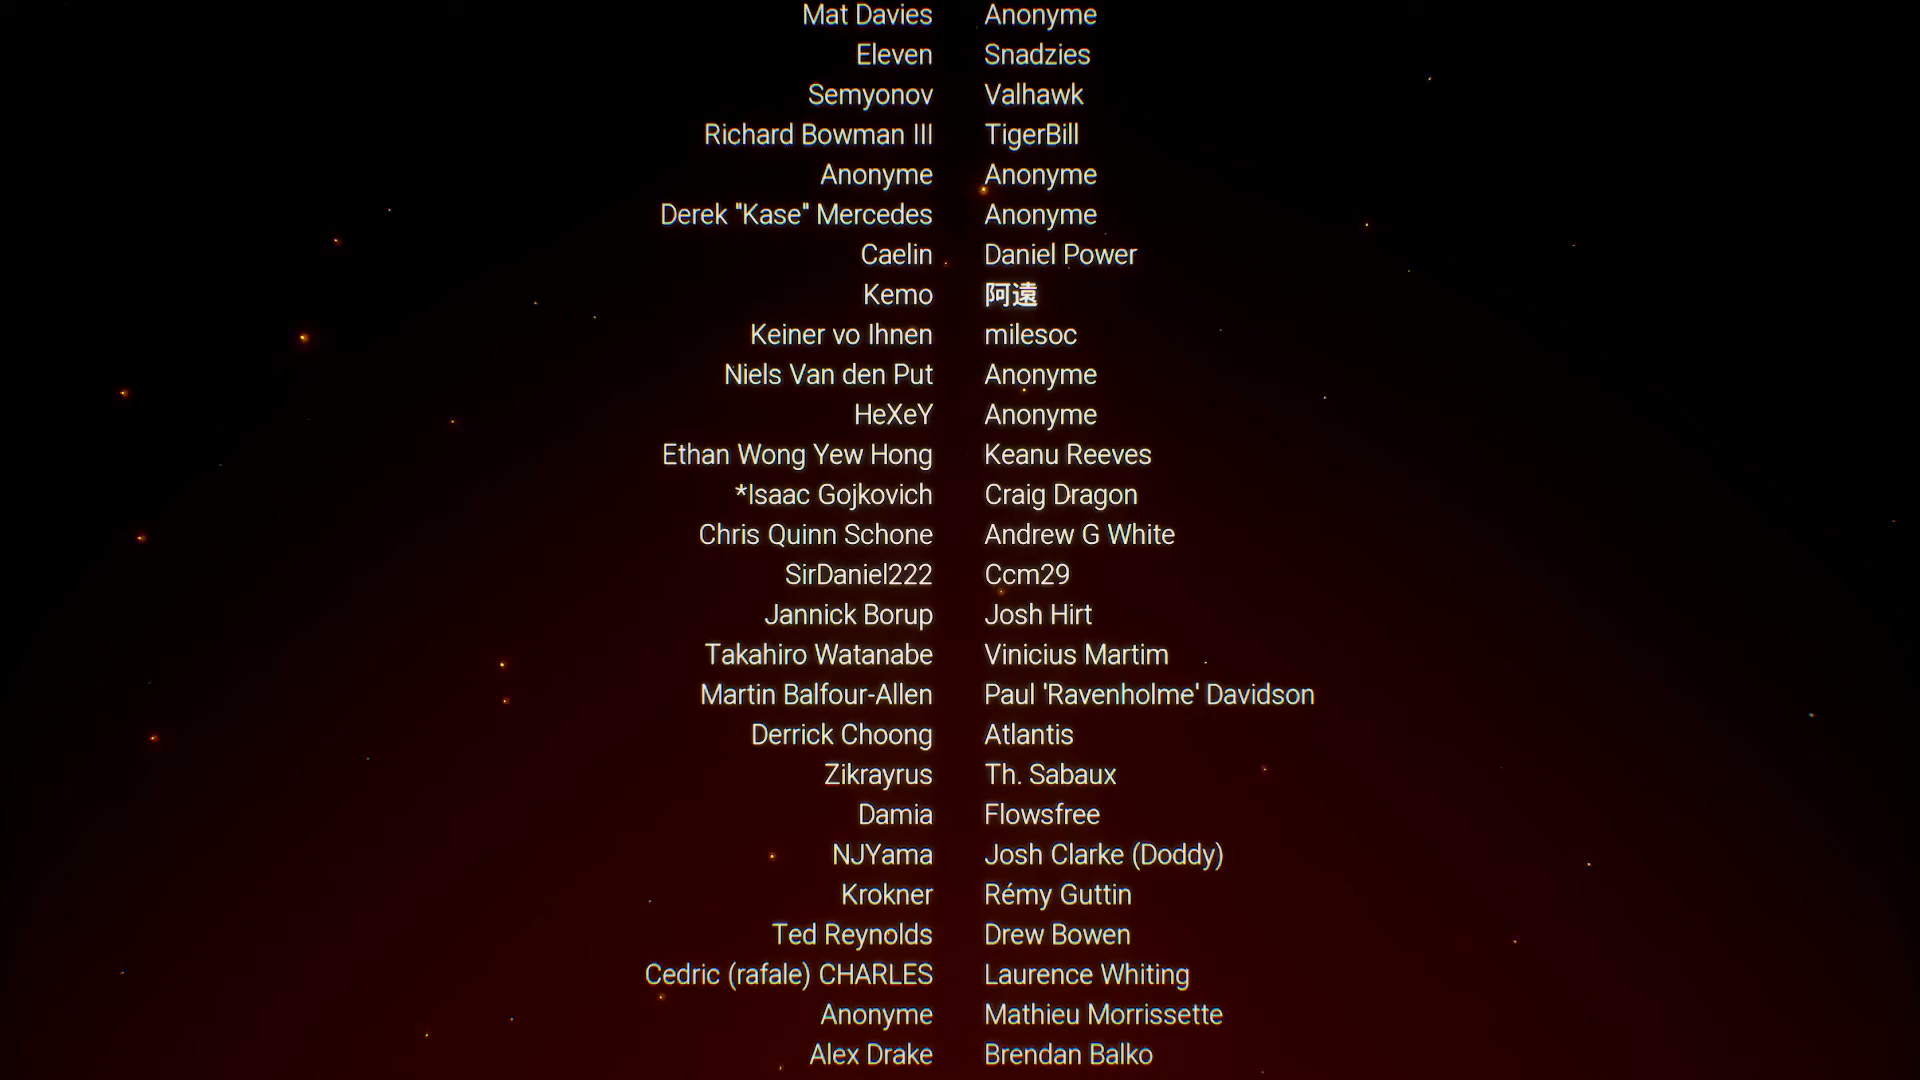 Mat Davies Anonyme
Eleven Snadzies
Semyonov Valhawk
Richard Bowman III TigerBill
Anonyme Anonyme
Derek "Kase" Mercedes Anonyme
Caelin Daniel Power
Kemo 阿遠
Keiner vo Ihnen milesoc
Niels Van den Put Anonyme
HeXeY Anonyme
Ethan Wong Yew Hong Keanu Reeves
*Isaac Gojkovich Craig Dragon
Chris Quinn Schone Andrew G White
SirDaniel222 Ccm29
Jannick Borup Josh Hirt
Takahiro Watanabe Vinicius Martim
Martin Balfour-Allen Paul 'Ravenholme' Davidson
Derrick Choong Atlantis
Zikrayrus Th. Sabaux
Damia Flowsfree
NJYama Josh Clarke (Doddy)
Krokner Rémy Guttin
Ted Reynolds Drew Bowen
Cedric (rafale) CHARLES Laurence Whiting
Anonyme Mathieu Morrissette
Alex Drake Brendan Balko